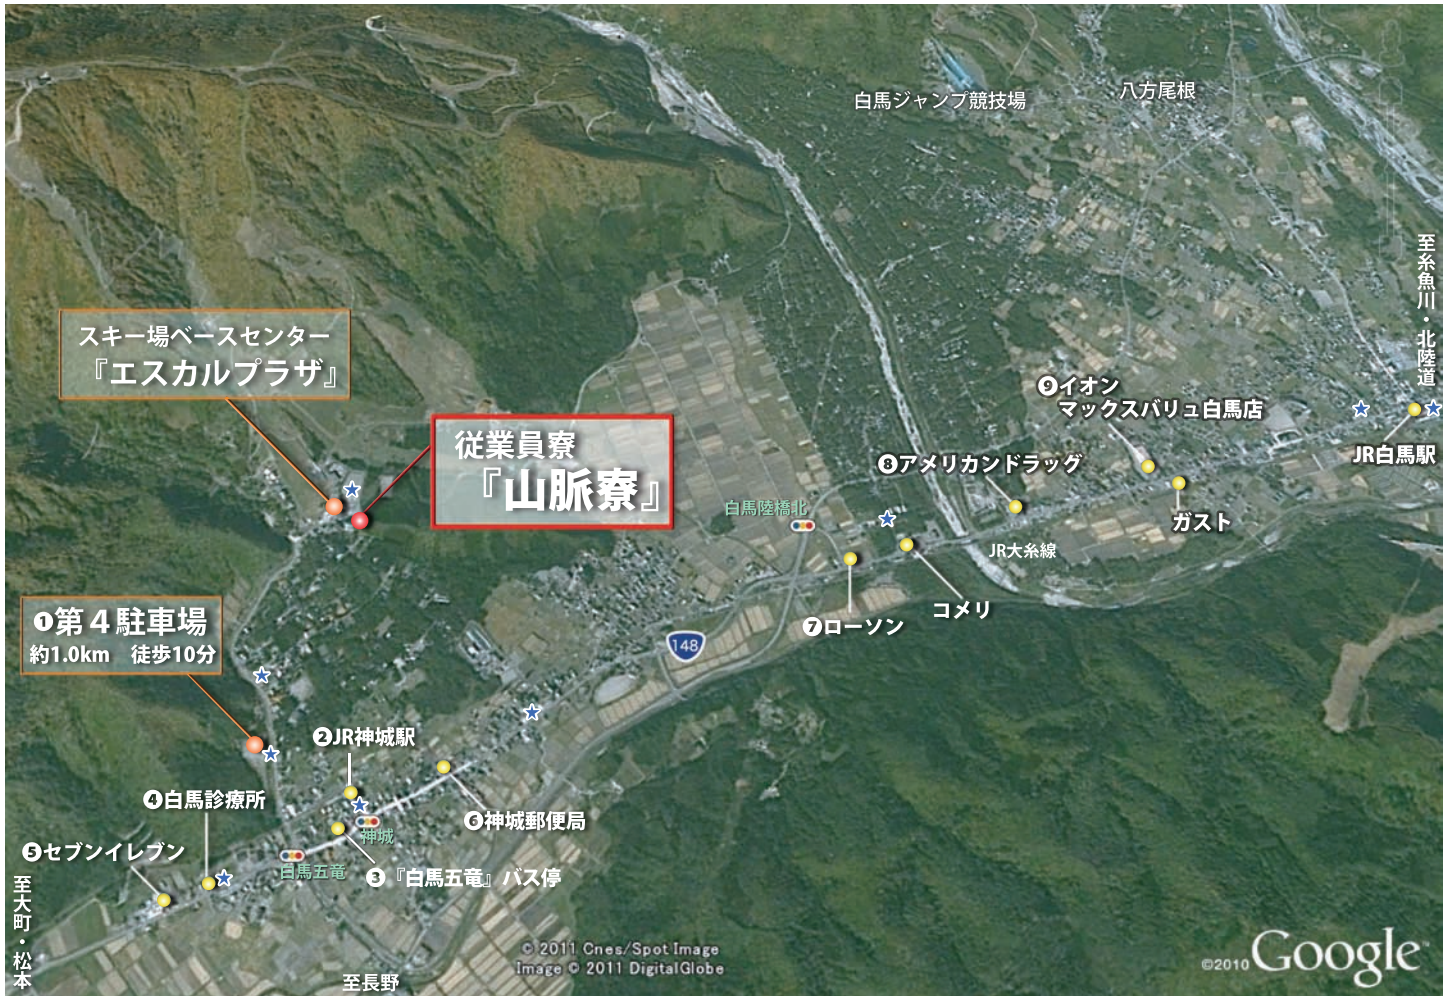 白馬ジャンプ競技場
八方尾根
至糸魚川・北陸道
スキー場ベースセンター
『エスカルプラザ』
❾イオン
マックスバリュ白馬店
従業員寮
『山脈寮』
JR白馬駅
❽アメリカンドラッグ
ガスト
白馬陸橋北
JR大糸線
コメリ
❼ローソン
❶第４駐車場
約1.0km　徒歩10分
148
❷JR神城駅
❹白馬診療所
❻神城郵便局
神城
❺セブンイレブン
白馬五竜
❸『白馬五竜』バス停
至大町・松本
至長野
© 2011 Cnes/Spot Image
Image © 2011 DigitalGlobe
©2010 Google™